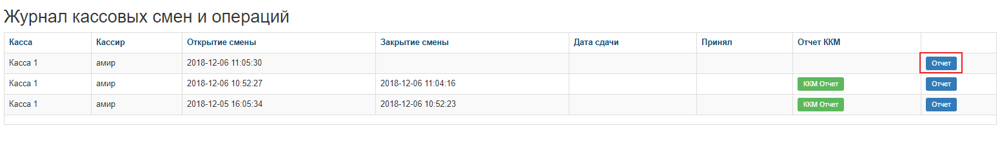 Журнал кассовых смен и операций
Касса Кассир Открытие смены Закрытие смены Дата сдачи Принял Отчет ККМ
Касса 1 амир 2018-12-06 11:05:30 Отчет
Касса 1 амир 2018-12-06 10:52:27 2018-12-06 11:04:16 ККМ Отчет Отчет
Касса 1 амир 2018-12-05 16:05:34 2018-12-06 10:52:23 ККМ Отчет Отчет